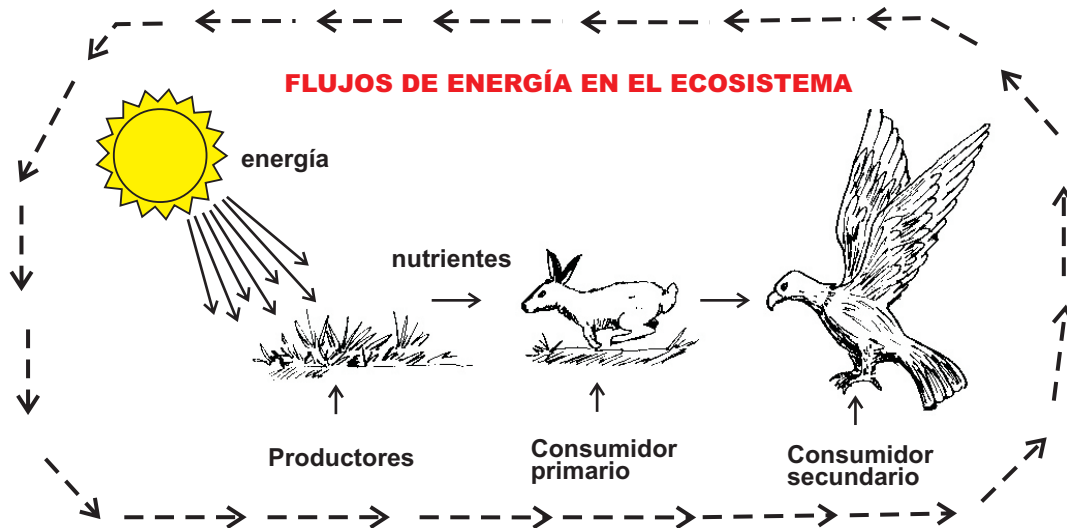 FLUJOS DE ENERGÍA EN EL ECOSISTEMA
energía
nutrientes
Productores
Consumidor
primario
Consumidor
secundario